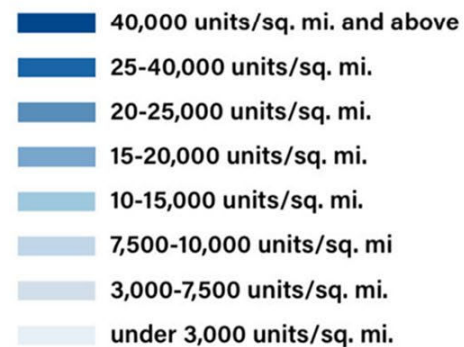 40,000 units/sq. mi. and above
25-40,000 units/sq. mi.
20-25,000 units/sq. mi.
15-20,000 units/sq. mi.
10-15,000 units/sq. mi.
7,500-10,000 units/sq. mi
3,000-7,500 units/sq. mi.
under 3,000 units/sq. mi.